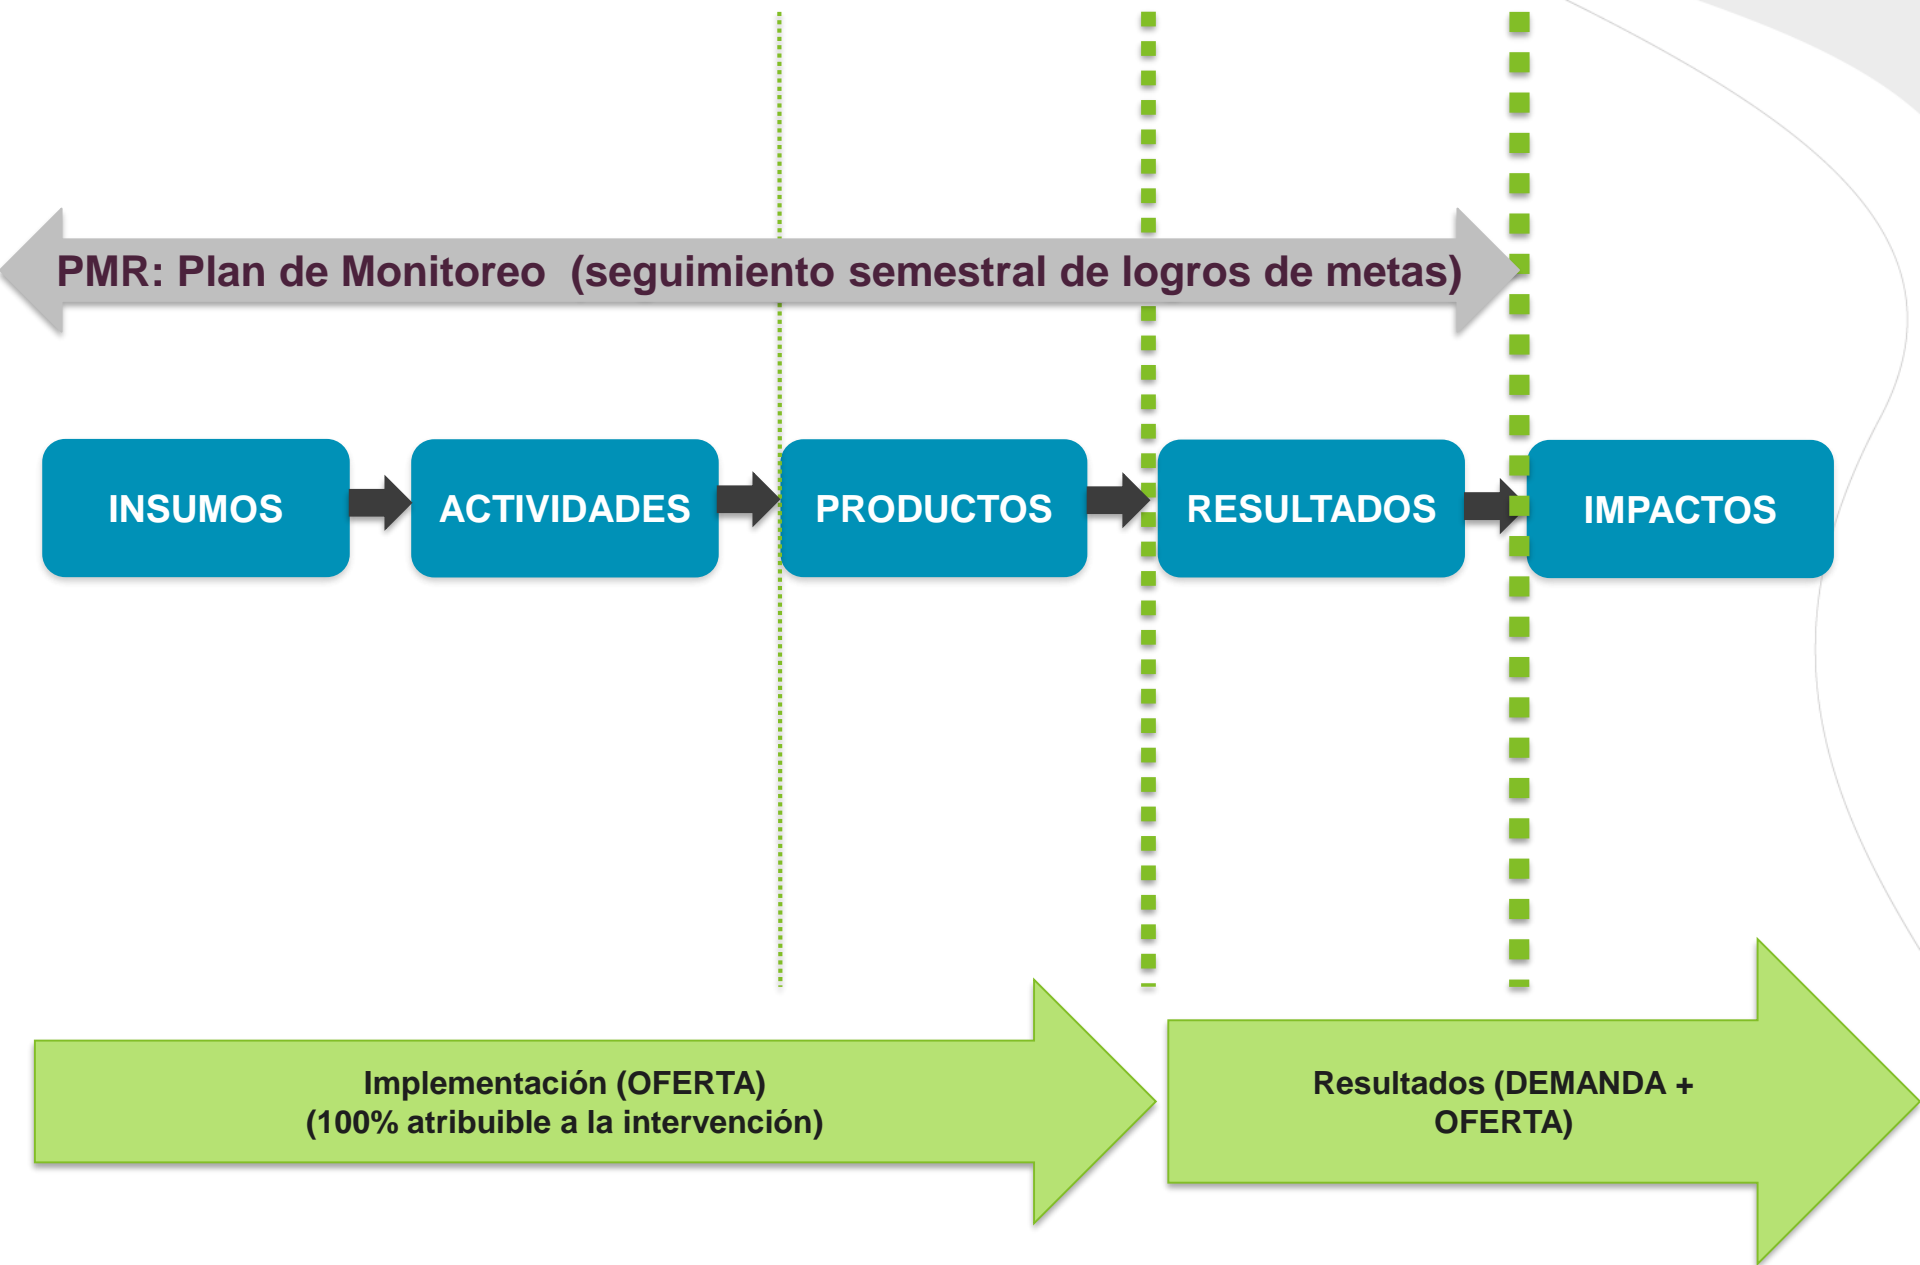 PMR: Plan de Monitoreo  (seguimiento semestral de logros de metas)
INSUMOS
ACTIVIDADES
PRODUCTOS
RESULTADOS
IMPACTOS
Implementación (OFERTA)
(100% atribuible a la intervención)
Resultados (DEMANDA +
OFERTA)